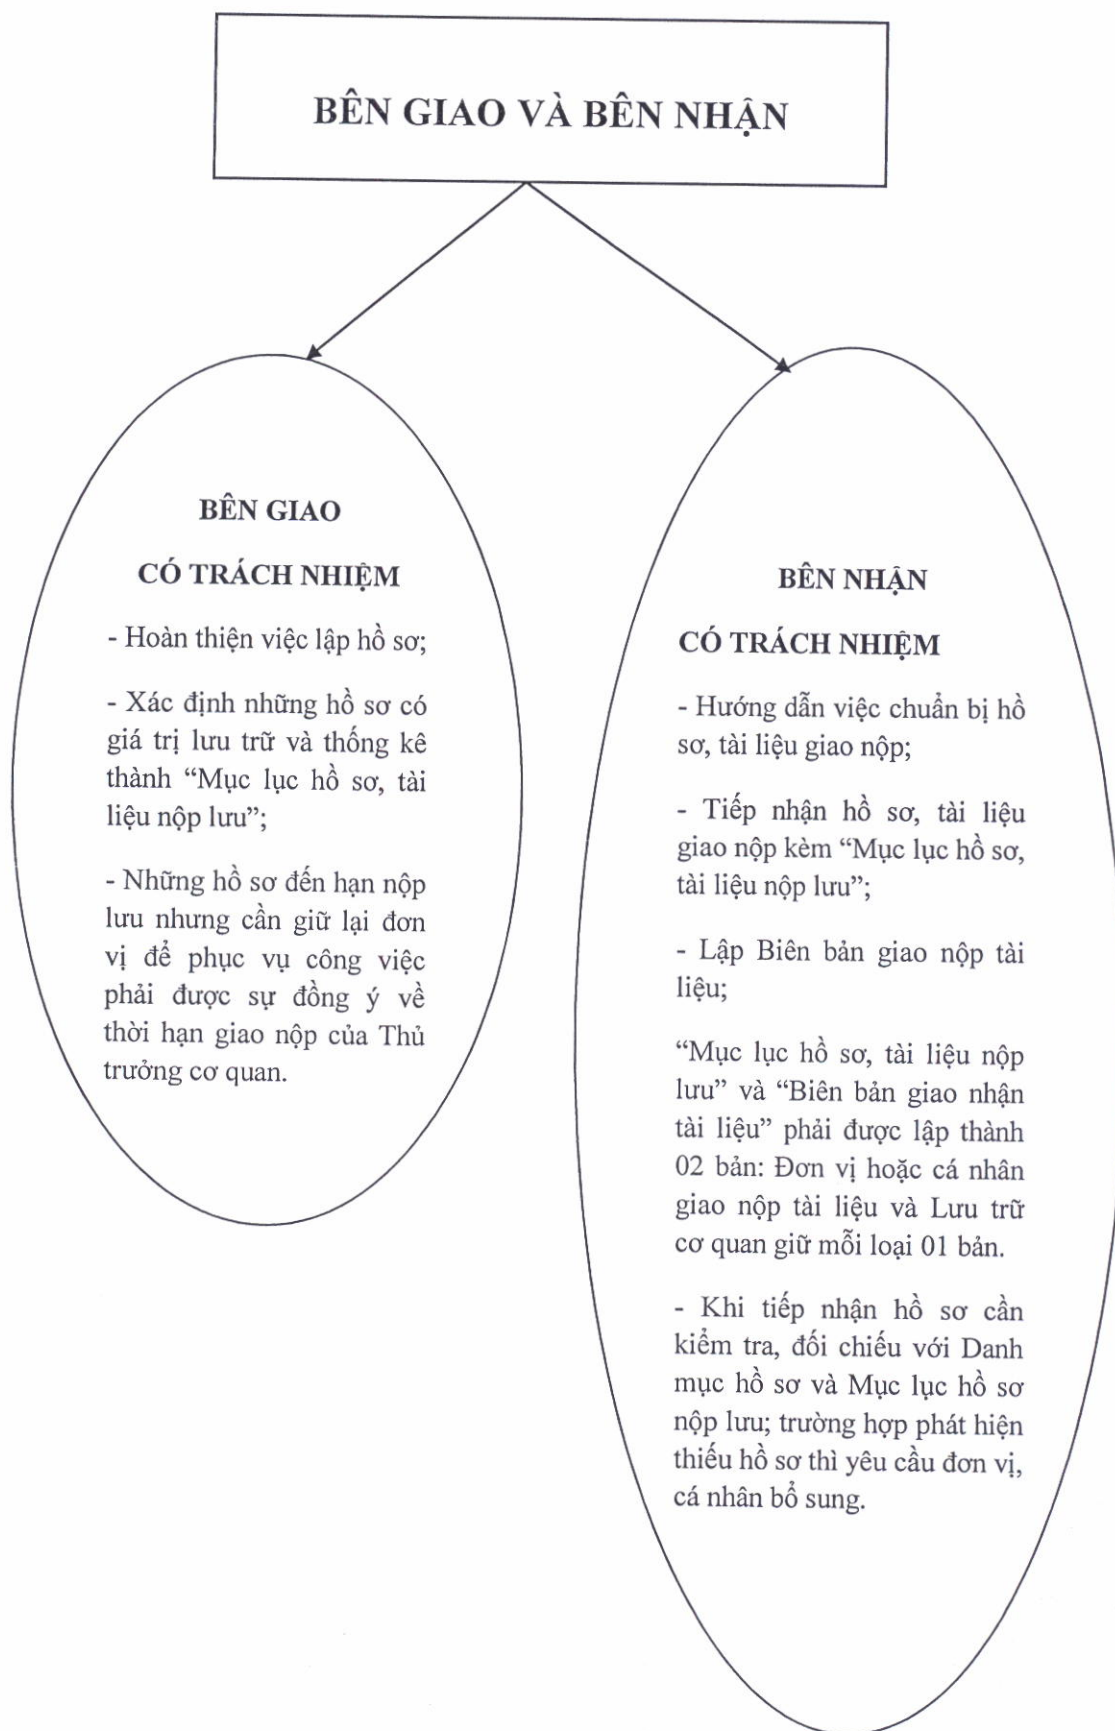 BÊN GIAO VÀ BÊN NHẬN
BÊN GIAO
CÓ TRÁCH NHIỆM
- Hoàn thiện việc lập hồ sơ;
- Xác định những hồ sơ có
giá trị lưu trữ và thống kê
thành “Mục lục hồ sơ, tài
liệu nộp lưu”;
- Những hồ sơ đến hạn nộp
lưu nhưng cần giữ lại đơn
vị để phục vụ công việc
phải được sự đồng ý về
thời hạn giao nộp của Thủ
trưởng cơ quan.
BÊN NHẬN
CÓ TRÁCH NHIỆM
- Hướng dẫn việc chuẩn bị hồ
sơ, tài liệu giao nộp;
- Tiếp nhận hồ sơ, tài liệu
giao nộp kèm “Mục lục hồ sơ,
tài liệu nộp lưu”;
- Lập Biên bản giao nộp tài
liệu;
“Mục lục hồ sơ, tài liệu nộp
lưu” và “Biên bản giao nhận
tài liệu” phải được lập thành
02 bản: Đơn vị hoặc cá nhân
giao nộp tài liệu và Lưu trữ
cơ quan giữ mỗi loại 01 bản.
- Khi tiếp nhận hồ sơ cần
kiểm tra, đối chiếu với Danh
mục hồ sơ và Mục lục hồ sơ
nộp lưu; trường hợp phát hiện
thiếu hồ sơ thì yêu cầu đơn vị,
cá nhân bổ sung.